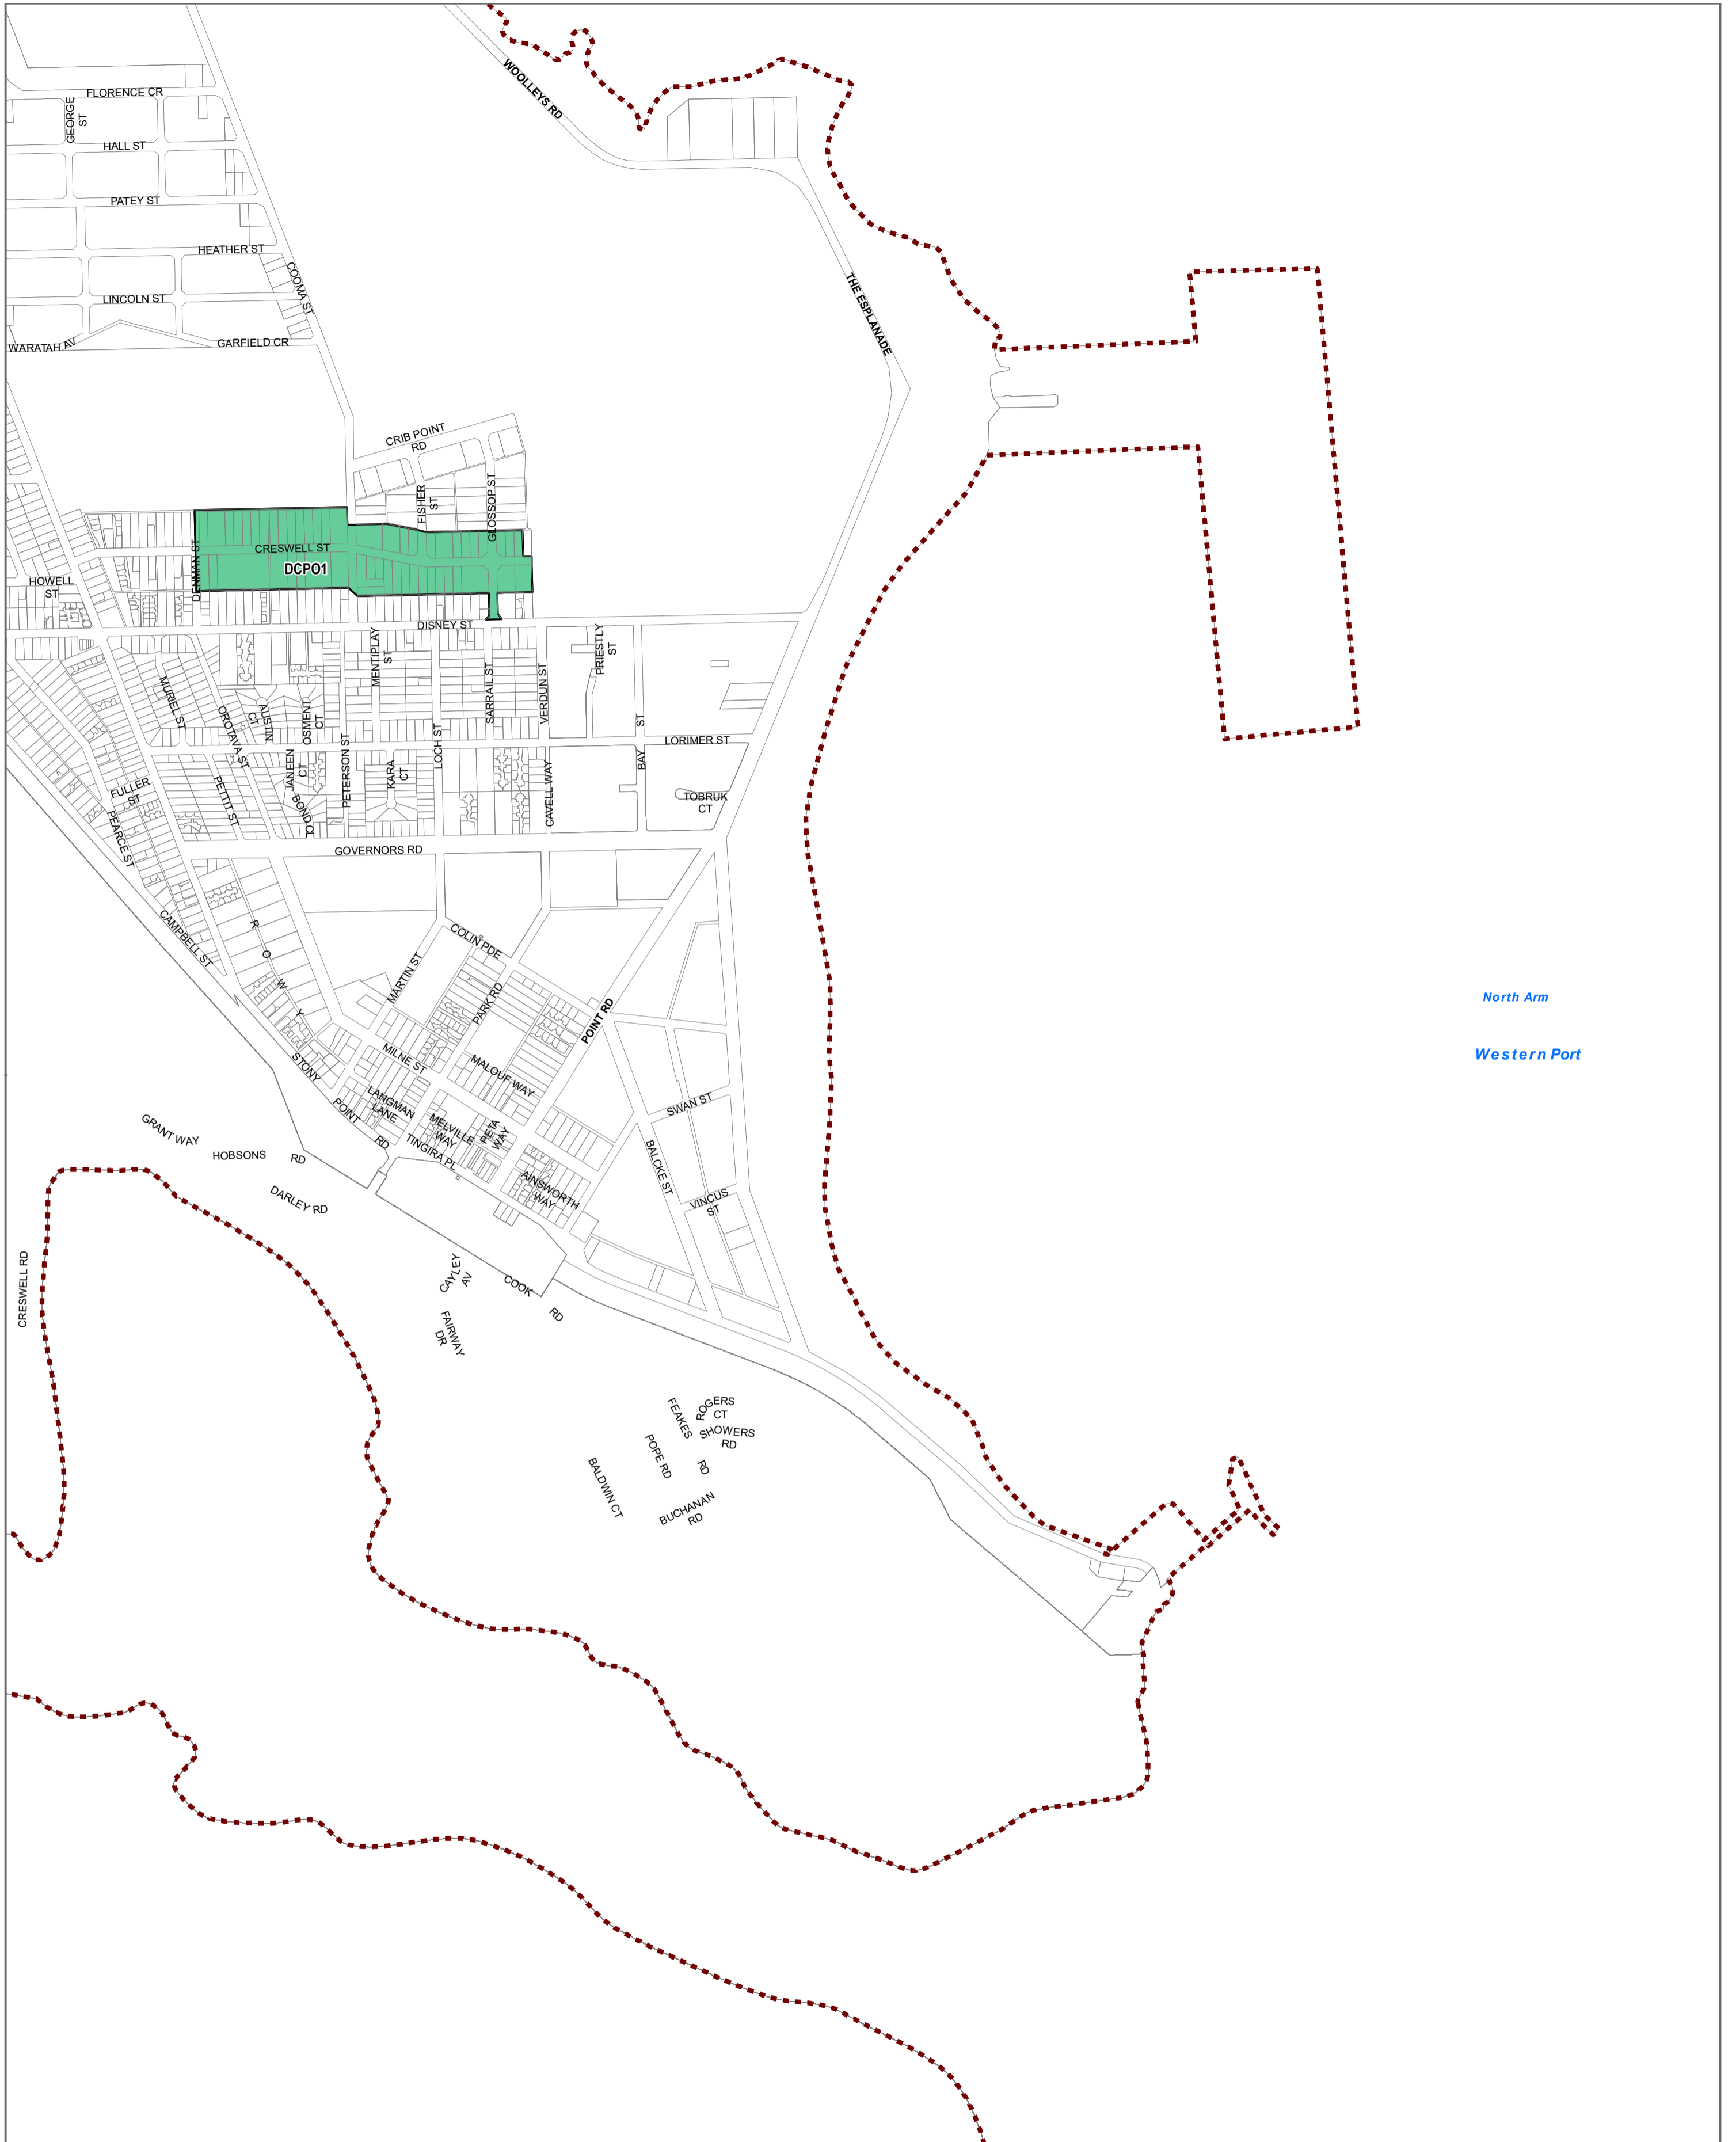 WOOLLEYS RD
FLORENCE CR
GEORGE
ST
HALL ST
PATEY ST
HEATHER ST
COOMA ST
LINCOLN ST
WARATAH AV
GARFIELD CR
THE ESPLANADE
CRIB POINT
RD
FISHER
ST
GLOSSOP ST
CRESWELL ST
DCPO1
DENMAN ST
HOWELL
ST
DISNEY ST
MENTIPLAY
ST
PRIESTLY
ST
MURIEL ST
OROTAVA ST
AUSTIN
CT
OSMENT
CT
SARRAIL ST
VERDUN ST
PETERSON ST
LOCH ST
BAY
ST
LORIMER ST
JANEEN
CT
KARA
CT
CAVELL WAY
TOBRUK
CT
FULLER
ST
PETTIT ST
BOND CL
PEARCE ST
GOVERNORS RD
CAMPBELL ST
R O W Y
COLIN PDE
MARTIN ST
PARK RD
POINT RD
North Arm
Western Port
MILNE ST
MALOUF WAY
STONY
POINT
RD
LANGMAN
LANE
MELVILLE
WAY
PETA
WAY
TINGIRA PL
SWAN ST
BALCKE ST
AINSWORTH
WAY
VINCUS
ST
GRANT WAY
HOBSONS
RD
DARLEY RD
CRESWELL RD
CAYLEY
AV
COOK
RD
FAIRWAY
DR
FEAKES
RD
ROGERS
CT
SHOWERS
RD
POPE RD
BALDWIN CT
BUCHANAN
RD